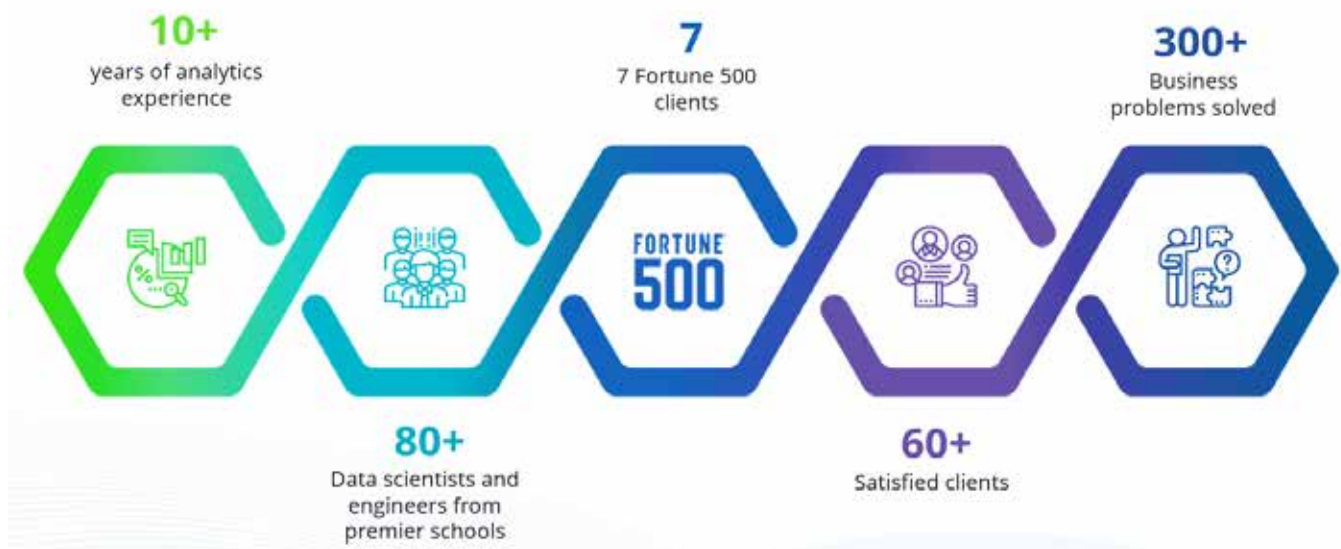 10+
years of analytics
experience
7
7 Fortune 500
clients
300+
Business
problems solved
%
FORTUNE
500
?
80+
Data scientists and
engineers from
premier schools
60+
Satisfied clients